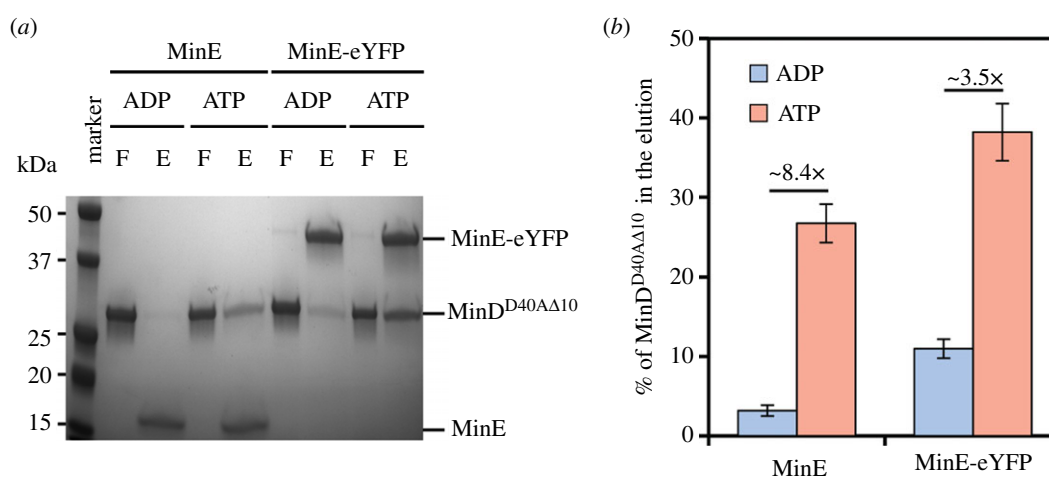 (a)
MinE MinE-eYFP
marker
ADP ATP ADP ATP
kDa
F E F E F E F E
50
37
25
20
15
MinE-eYFP
MinD^D40AΔ10
MinE
(b)
% of MinD^D40AΔ10 in the elution
50
40
30
20
10
0
ADP
ATP
~8.4×
~3.5×
MinE MinE-eYFP